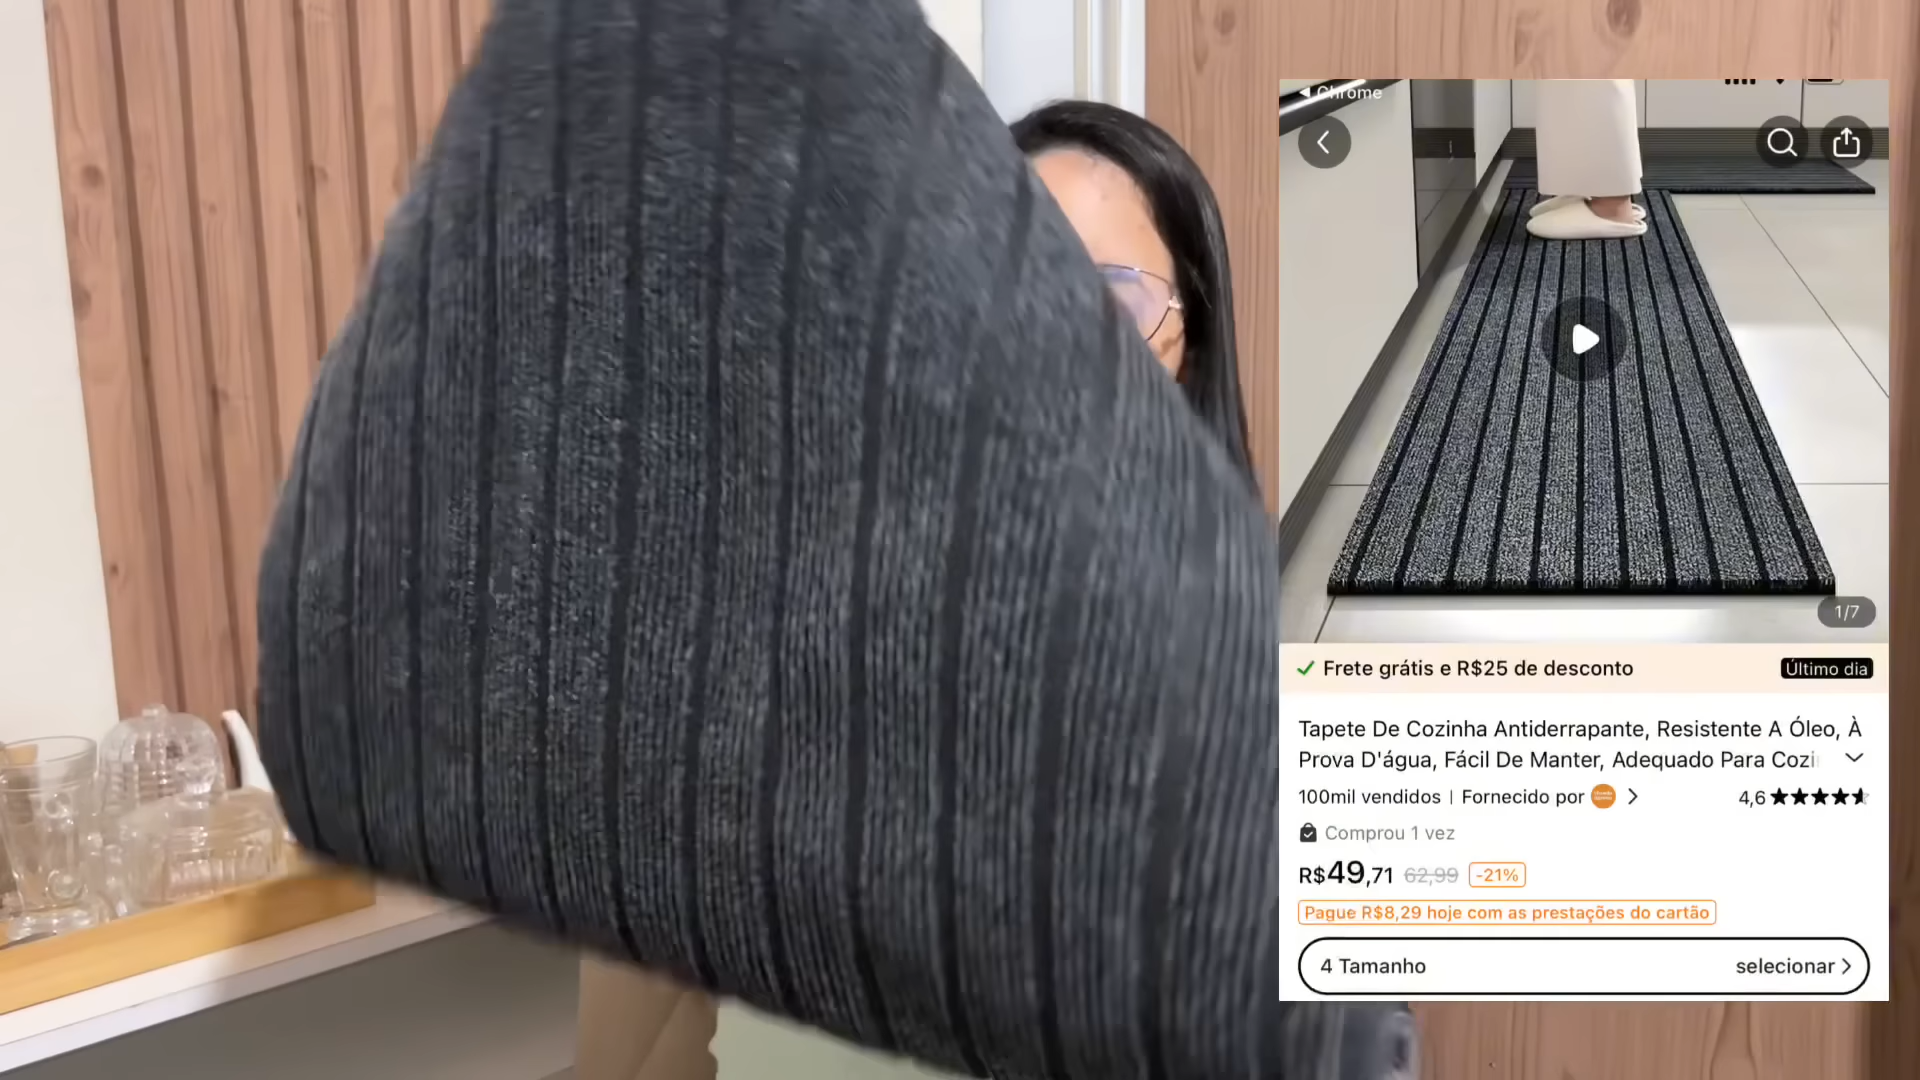 Chrome
1/7
Frete grátis e R$25 de desconto
Último dia
Tapete De Cozinha Antiderrapante, Resistente A Óleo, À
Prova D'água, Fácil De Manter, Adequado Para Cozi
100mil vendidos | Fornecido por
4,6
Comprou 1 vez
R$49,71 62,99 -21%
Pague R$8,29 hoje com as prestações do cartão
4 Tamanho
selecionar